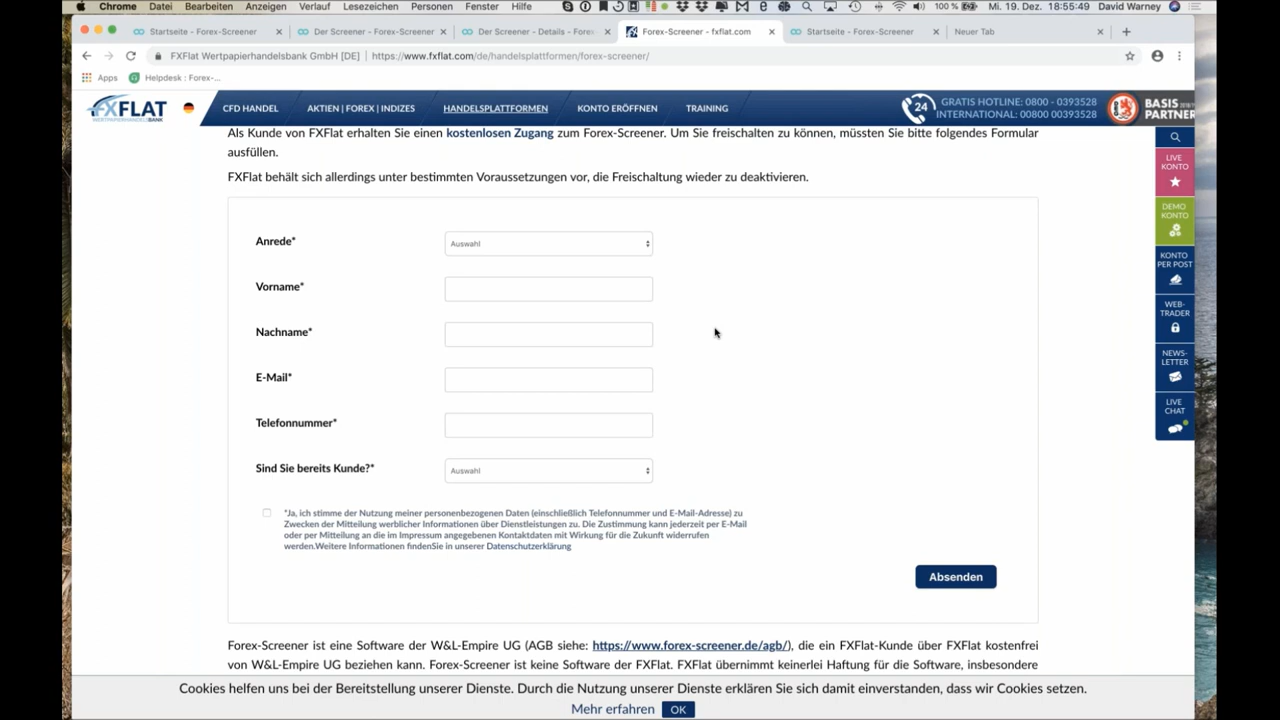 Chrome Datei Bearbeiten Anzeigen Verlauf Lesezeichen Personen Fenster Hilfe 100 % Mi. 19. Dez. 18:55:49 David Warney
Startseite - Forex-Screener Der Screener - Forex-Screener Der Screener - Details - Forex- Forex-Screener - fxflat.com Startseite - Forex-Screener Neuer Tab
FXFlat Wertpapierhandelsbank GmbH [DE] https://www.fxflat.com/de/handelsplattformen/forex-screener/
Apps Helpdesk : Forex-...
FXFLAT
WERTPAPIERHANDELSBANK
CFD HANDEL AKTIEN | FOREX | INDIZES HANDELSPLATTFORMEN KONTO ERÖFFNEN TRAINING
24
GRATIS HOTLINE: 0800 - 0393528
INTERNATIONAL: 00800 00393528
BASIS
PARTNER
Als Kunde von FXFlat erhalten Sie einen kostenlosen Zugang zum Forex-Screener. Um Sie freischalten zu können, müssten Sie bitte folgendes Formular
ausfüllen.
FXFlat behält sich allerdings unter bestimmten Voraussetzungen vor, die Freischaltung wieder zu deaktivieren.
Anrede* Auswahl
Vorname*
Nachname*
E-Mail*
Telefonnummer*
Sind Sie bereits Kunde?* Auswahl
*Ja, ich stimme der Nutzung meiner personenbezogenen Daten (einschließlich Telefonnummer und E-Mail-Adresse) zu
Zwecken der Mitteilung werblicher Informationen über Dienstleistungen zu. Die Zustimmung kann jederzeit per E-Mail
oder per Mitteilung an die im Impressum angegebenen Kontaktdaten mit Wirkung für die Zukunft widerrufen
werden.Weitere Informationen findenSie in unserer Datenschutzerklärung
Absenden
LIVE
KONTO
DEMO
KONTO
KONTO
PER POST
WEB-
TRADER
NEWS-
LETTER
LIVE
CHAT
Forex-Screener ist eine Software der W&L-Empire UG (AGB siehe: https://www.forex-screener.de/agb/), die ein FXFlat-Kunde über FXFlat kostenfrei
von W&L-Empire UG beziehen kann. Forex-Screener ist keine Software der FXFlat. FXFlat übernimmt keinerlei Haftung für die Software, insbesondere
Cookies helfen uns bei der Bereitstellung unserer Dienste. Durch die Nutzung unserer Dienste erklären Sie sich damit einverstanden, dass wir Cookies setzen.
Mehr erfahren OK